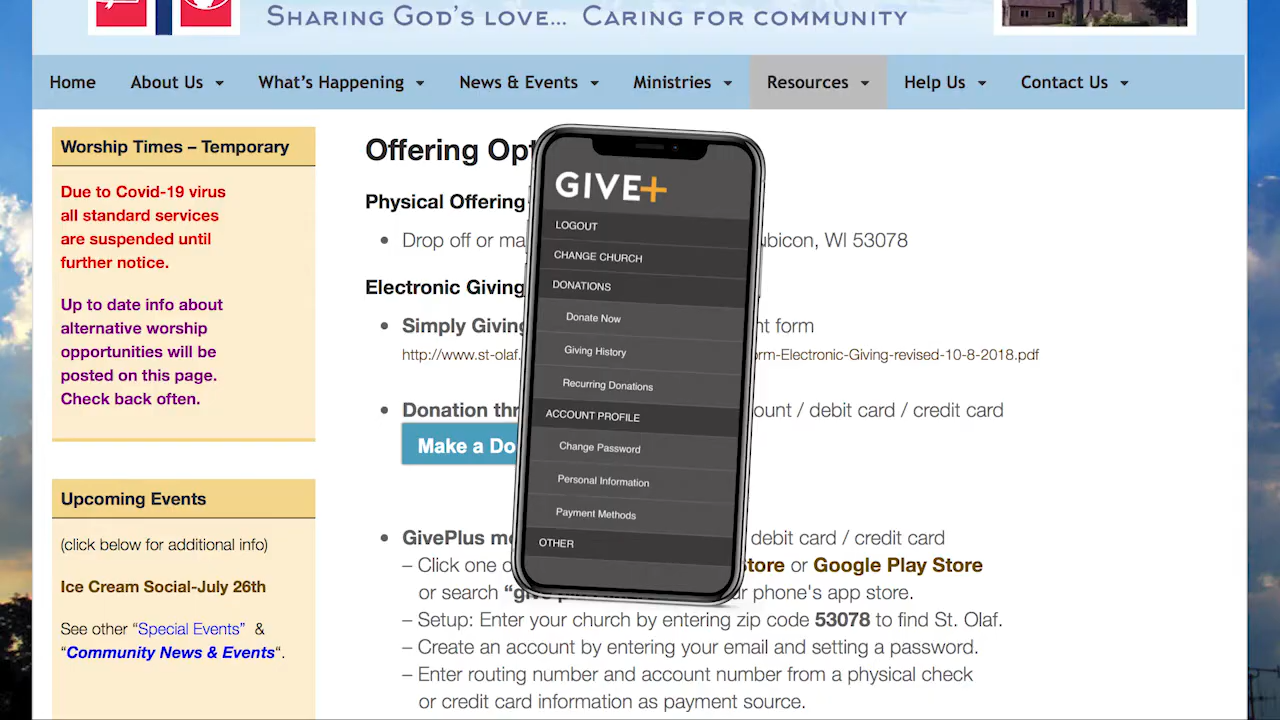 SHARING GOD'S LOVE... CARING FOR COMMUNITY
Home About Us What's Happening News & Events Ministries Resources Help Us Contact Us
Worship Times – Temporary
Due to Covid-19 virus
all standard services
are suspended until
further notice.
Up to date info about
alternative worship
opportunities will be
posted on this page.
Check back often.
Upcoming Events
(click below for additional info)
Ice Cream Social-July 26th
See other “Special Events” &
“Community News & Events“.
Offering
Physical Offering
Drop off or WI 53078
Electronic Giving
Simply Giving form
http://www.st-olaf. orm-Electronic-Giving-revised-10-8-2018.pdf
Donation / debit card / credit card
Make a
GivePlus debit card / credit card
– Click one or Google Play Store
or search phone's app store.
– Setup: Enter your church by entering zip code 53078 to find St. Olaf.
– Create an account by entering your email and setting a password.
– Enter routing number and account number from a physical check
or credit card information as payment source.
GIVE+
LOGOUT
CHANGE CHURCH
DONATIONS
Donate Now
Giving History
Recurring Donations
ACCOUNT PROFILE
Change Password
Personal Information
Payment Methods
OTHER